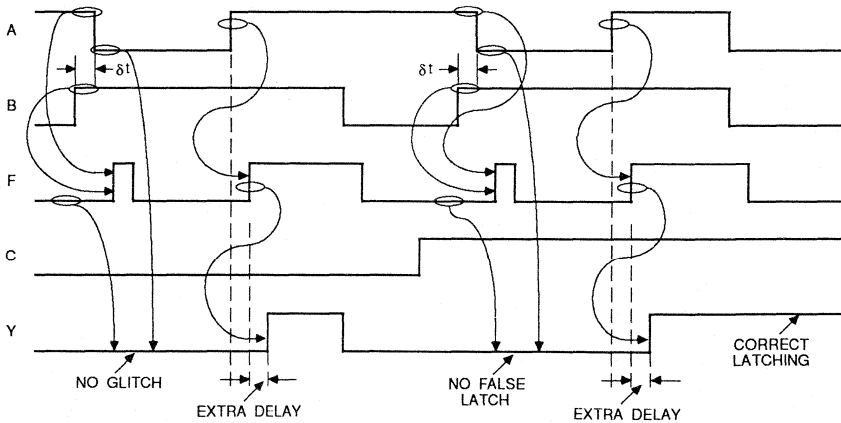 A
δt
δt
B
F
C
Y
NO GLITCH
EXTRA DELAY
NO FALSE
LATCH
EXTRA DELAY
CORRECT
LATCHING